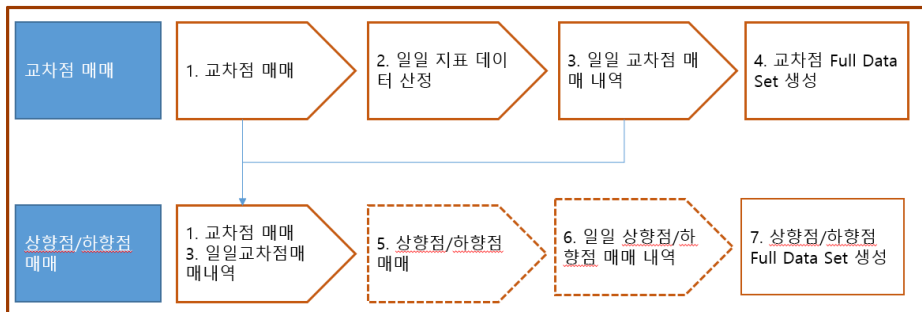 교차점 매매
1. 교차점 매매
2. 일일 지표 데이
터 산정
3. 일일 교차점 매
매 내역
4. 교차점 Full Data
Set 생성
상향점/하향점
매매
1. 교차점 매매
3. 일일교차점매
매내역
5. 상향점/하향점
매매
6. 일일 상향점/하
향점 매매 내역
7. 상향점/하향점
Full Data Set 생성